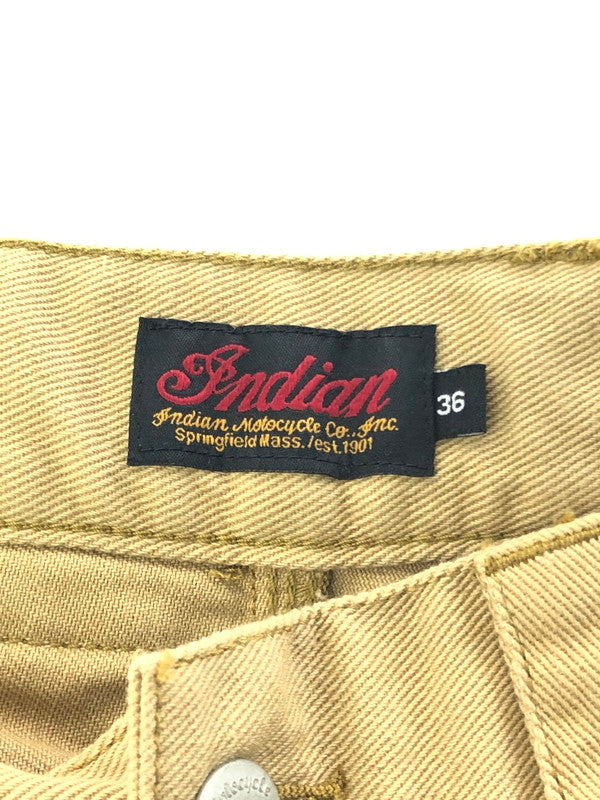 Indian
Indian Motocycle Co., Inc.
Springfield Mass. /est.1901
36